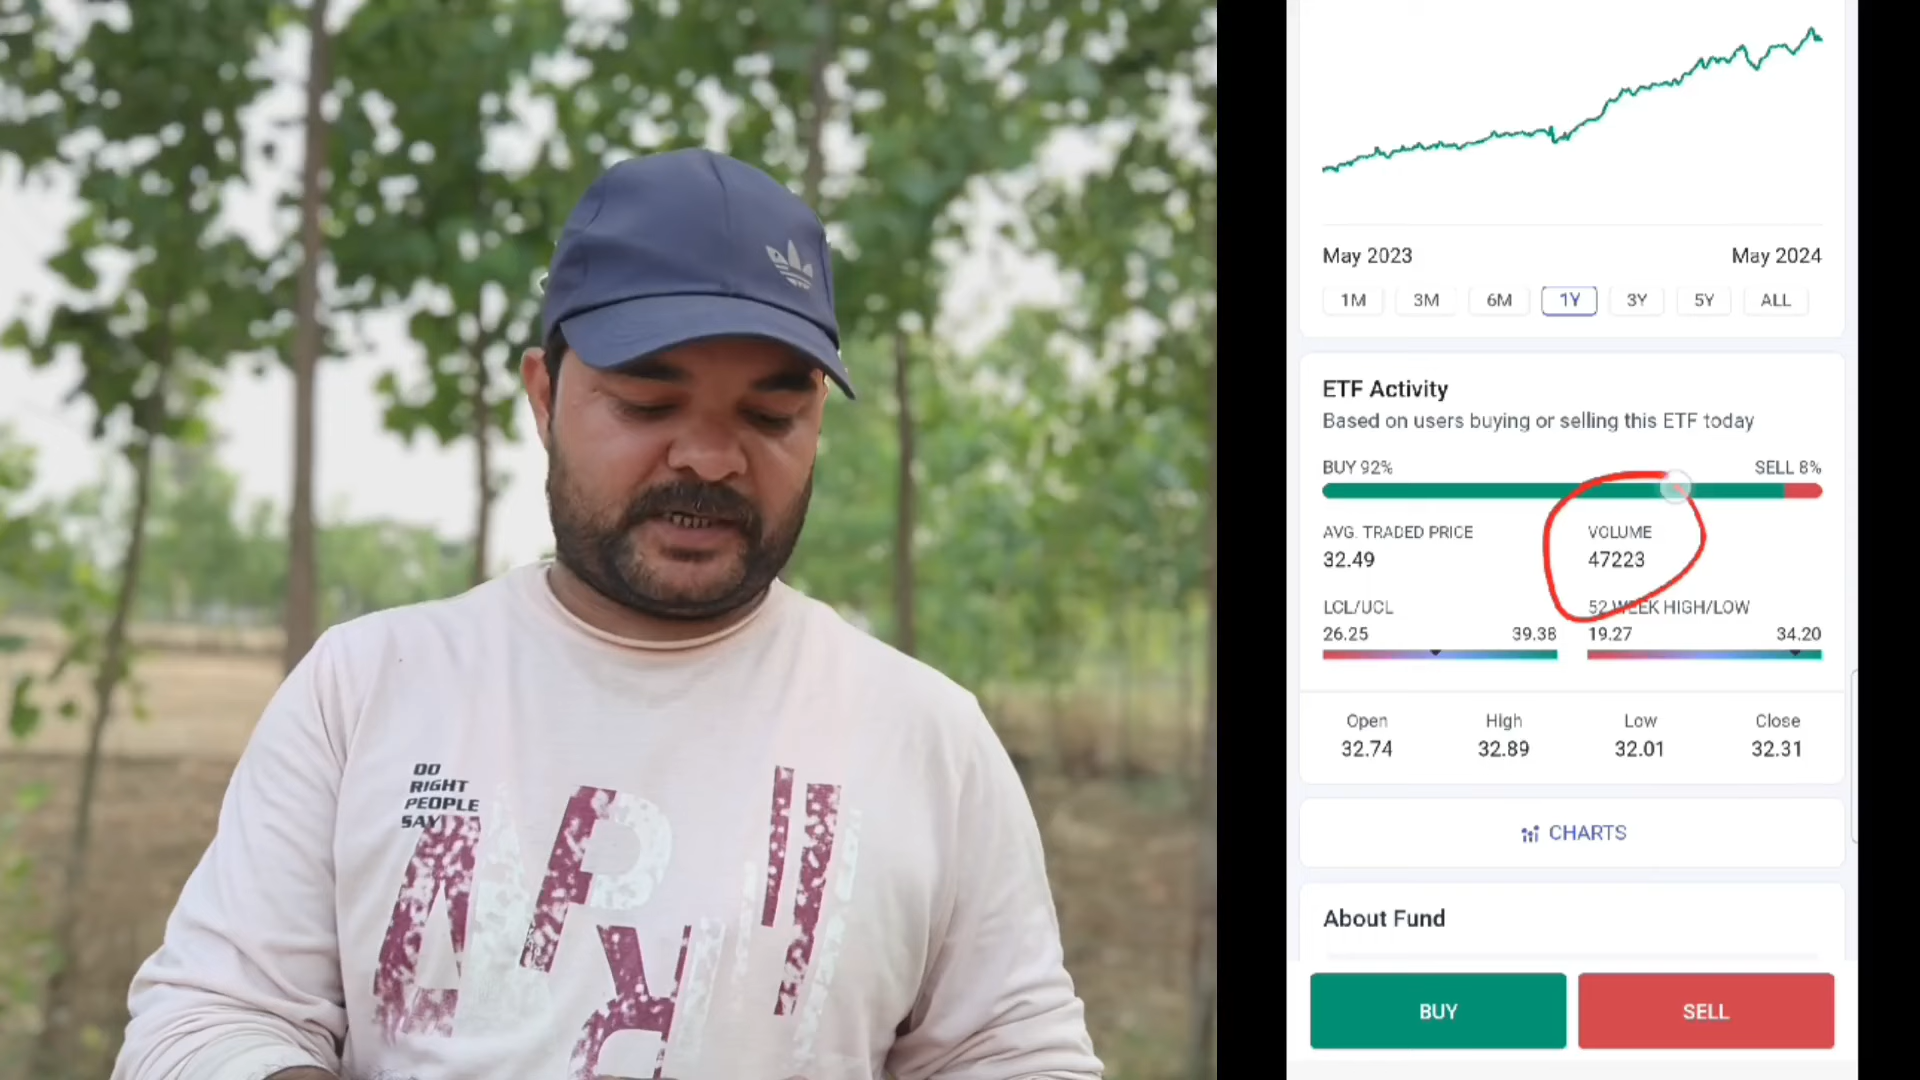 DO
RIGHT
PEOPLE
SAY
May 2023 May 2024
1M 3M 6M 1Y 3Y 5Y ALL
ETF Activity
Based on users buying or selling this ETF today
BUY 92% SELL 8%
AVG. TRADED PRICE VOLUME
32.49 47223
LCL/UCL 52 WEEK HIGH/LOW
26.25 39.38 19.27 34.20
Open High Low Close
32.74 32.89 32.01 32.31
CHARTS
About Fund
BUY SELL